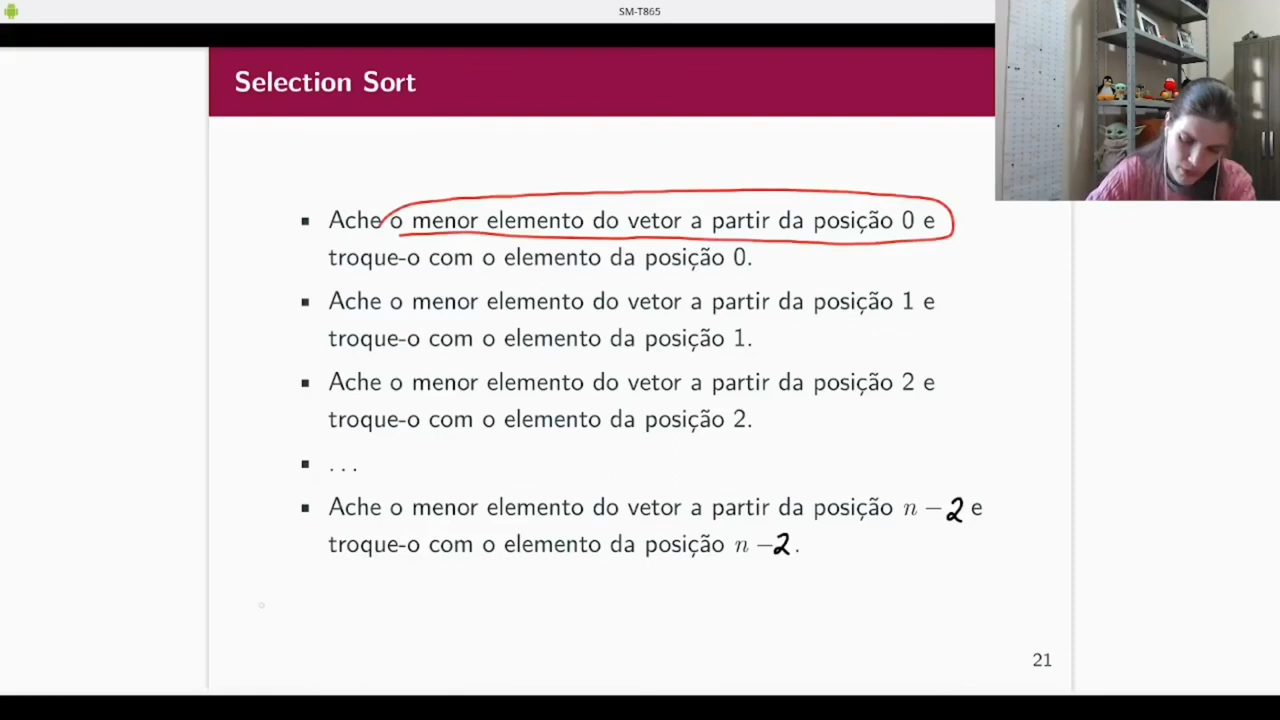 SM-T865
Selection Sort
▪ Ache o menor elemento do vetor a partir da posição 0 e
troque-o com o elemento da posição 0.
▪ Ache o menor elemento do vetor a partir da posição 1 e
troque-o com o elemento da posição 1.
▪ Ache o menor elemento do vetor a partir da posição 2 e
troque-o com o elemento da posição 2.
▪ ...
▪ Ache o menor elemento do vetor a partir da posição n − 2 e
troque-o com o elemento da posição n − 2.
21